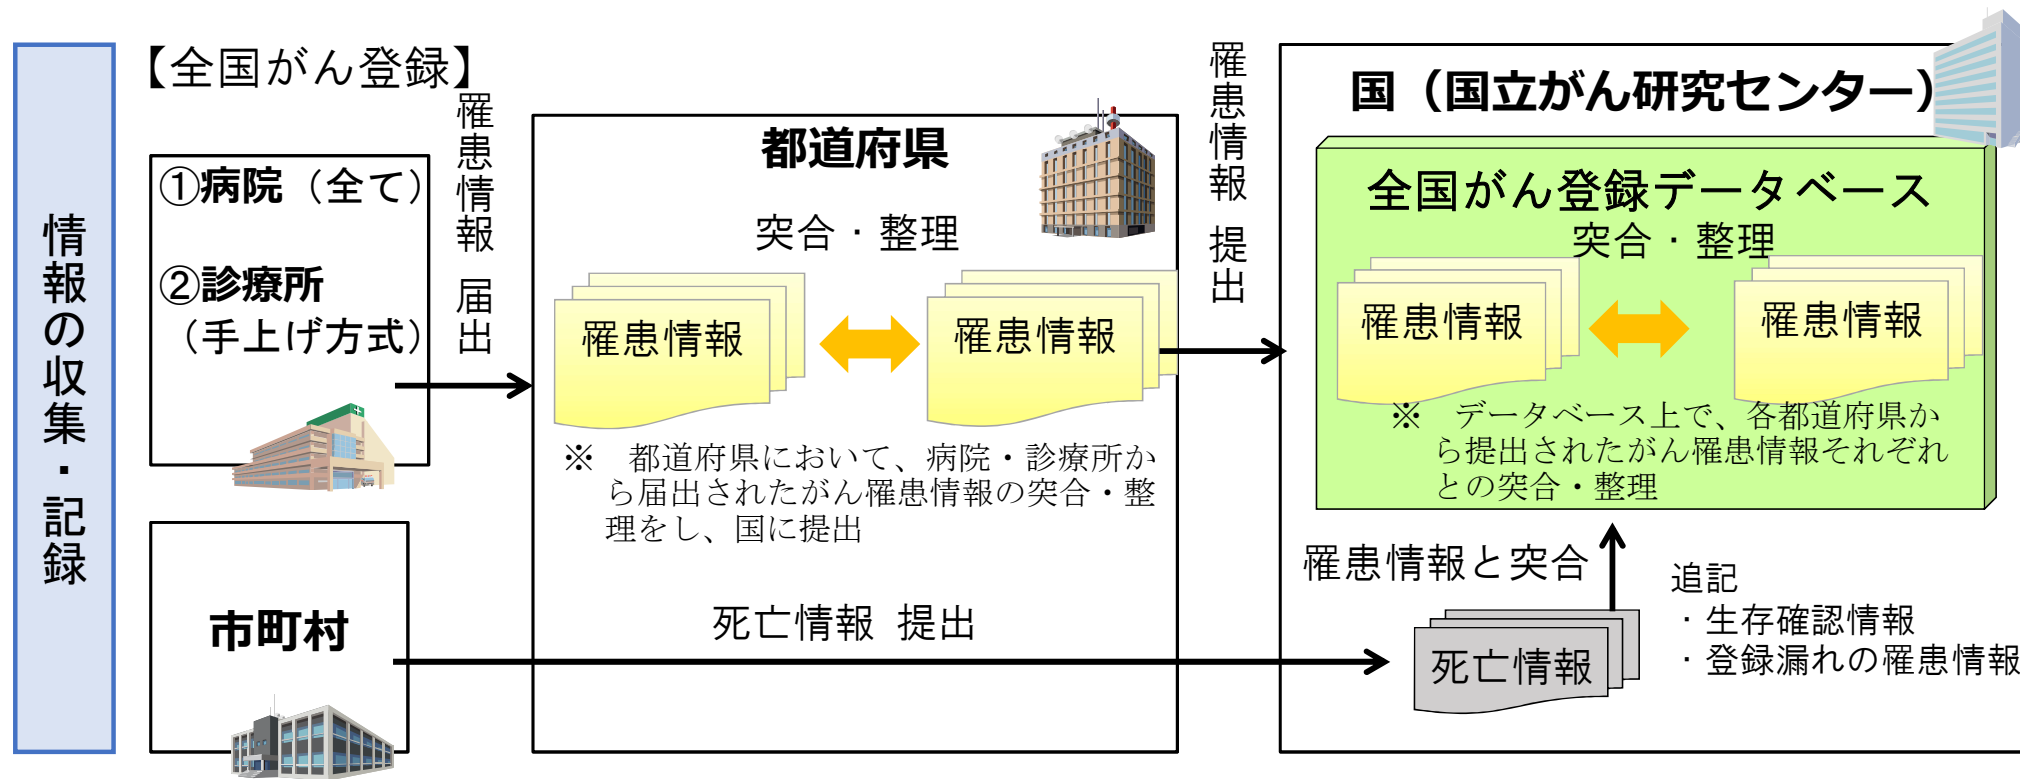 情報の収集・記録
【全国がん登録】
①病院（全て）
②診療所
（手上げ方式）
罹患情報 届出
市町村
都道府県
突合・整理
罹患情報
罹患情報
※ 都道府県において、病院・診療所か
ら届出されたがん罹患情報の突合・整
理をし、国に提出
死亡情報 提出
罹患情報 提出
国（国立がん研究センター）
全国がん登録データベース
突合・整理
罹患情報
罹患情報
※ データベース上で、各都道府県か
ら提出されたがん罹患情報それぞれ
との突合・整理
罹患情報と突合
死亡情報
追記
・生存確認情報
・登録漏れの罹患情報